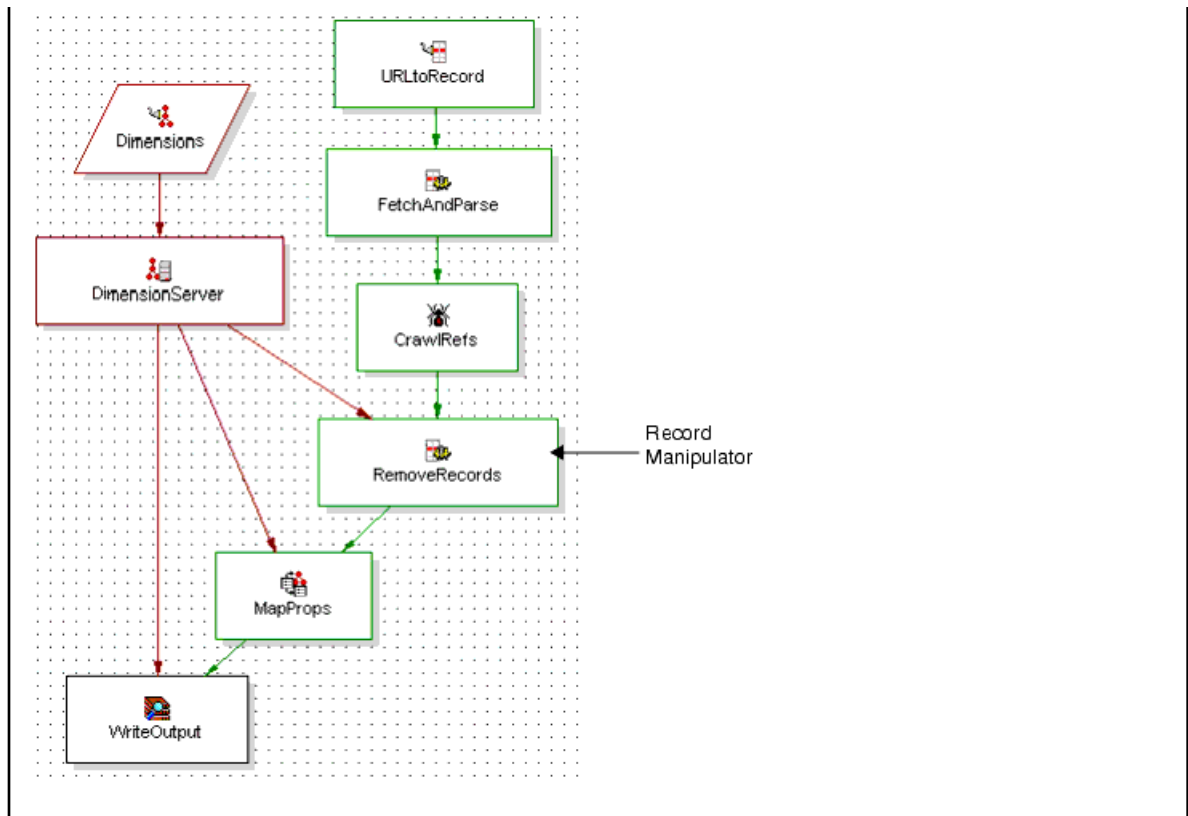 URLtoRecord
Dimensions
FetchAndParse
DimensionServer
CrawlRefs
Record
Manipulator
RemoveRecords
MapProps
WriteOutput